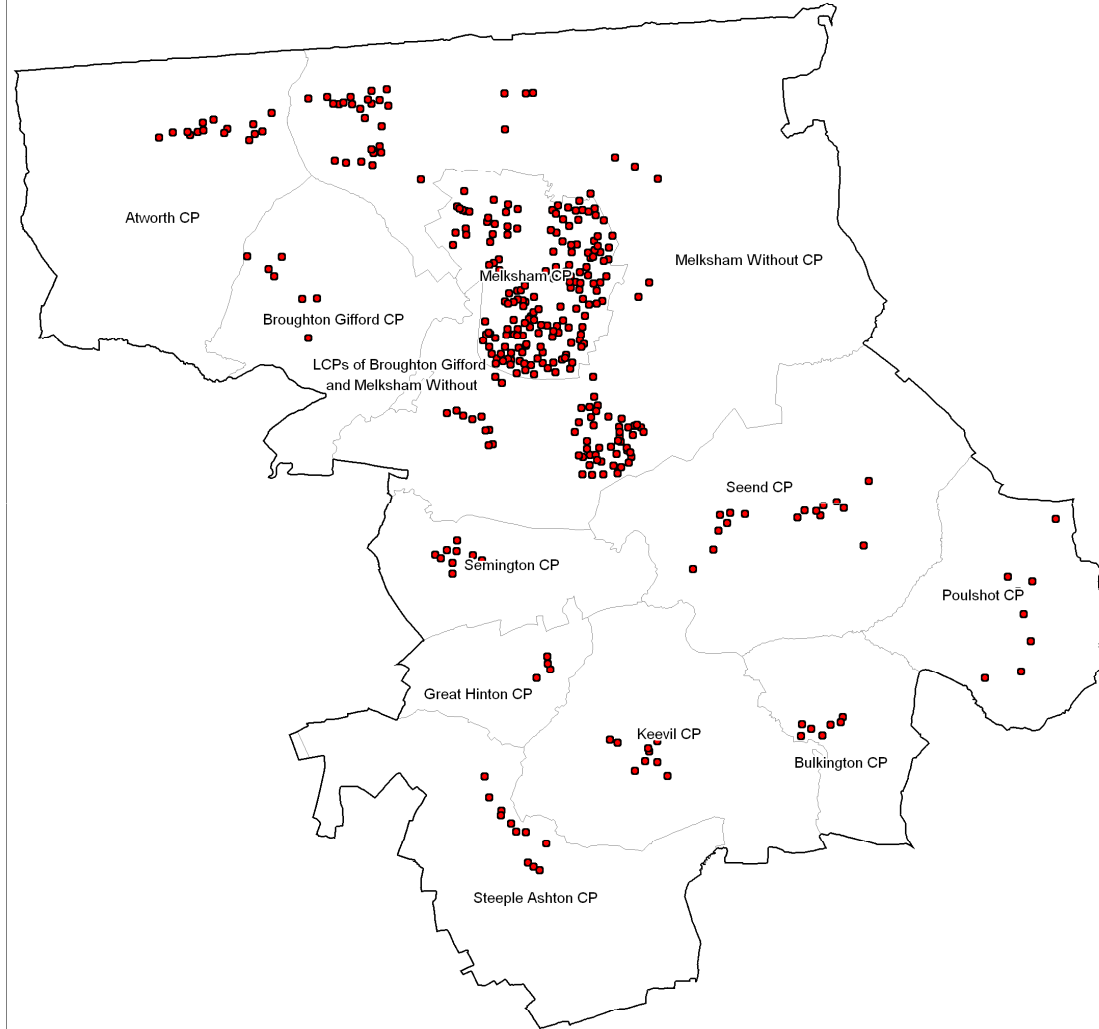 Atworth CP
Melksham Without CP
Melksham CP
Broughton Gifford CP
LCPs of Broughton Gifford
and Melksham Without
Seend CP
Semington CP
Poulshot CP
Great Hinton CP
Keevil CP
Bulkington CP
Steeple Ashton CP